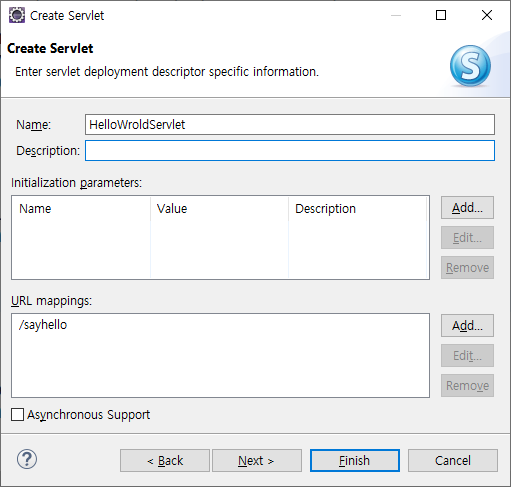 Create Servlet
Create Servlet
Enter servlet deployment descriptor specific information.
S
Name: HelloWroldServlet
Description:
Initialization parameters:
Name Value Description
Add...
Edit...
Remove
URL mappings:
/sayhello
Add...
Edit...
Remove
Asynchronous Support
? < Back Next > Finish Cancel